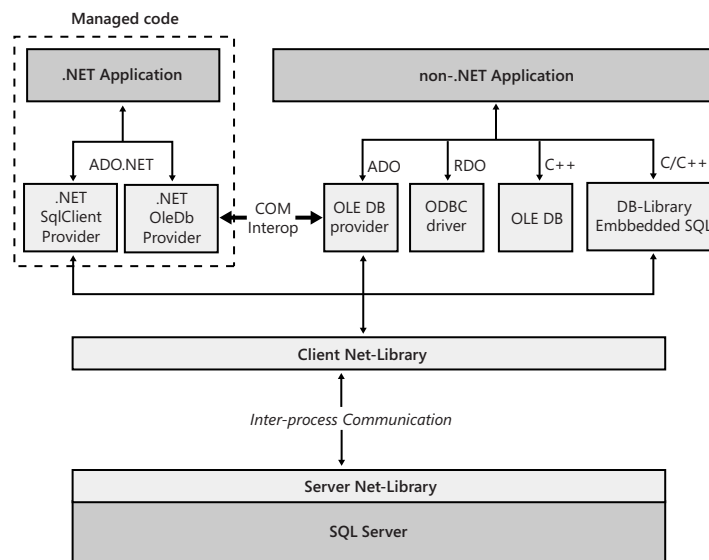 Managed code
.NET Application
non-.NET Application
ADO.NET
ADO
RDO
C++
C/C++
.NET
SqlClient
Provider
.NET
OleDb
Provider
COM
Interop
OLE DB
provider
ODBC
driver
OLE DB
DB-Library
Embbedded SQL
Client Net-Library
Inter-process Communication
Server Net-Library
SQL Server